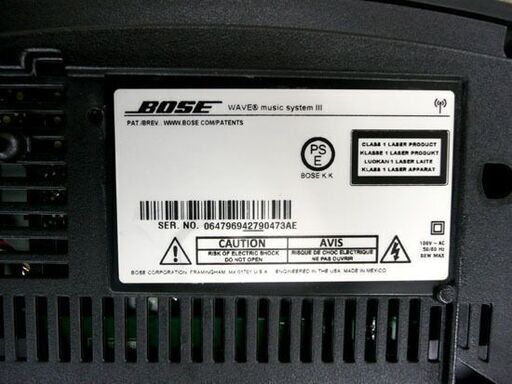 BOSE WAVE® music system III
PAT./BREV. WWW.BOSE.COM/PATENTS
PS
E
BOSE K.K
CLASS 1 LASER PRODUCT
KLASSE 1 LASER PRODUKT
LUOKAN 1 LASER LAITE
KLASS 1 LASER APPARAT
SER. NO. 064796942790473AE
CAUTION
RISK OF ELECTRIC SHOCK
DO NOT OPEN
AVIS
RISQUE DE CHOC ELECTRIQUE
NE PAS OUVRIR
100V ~ AC
50/60 Hz
50W MAX
BOSE CORPORATION, FRAMINGHAM, MA 01701 U.S.A. ENGINEERED IN THE USA. MADE IN MEXICO.